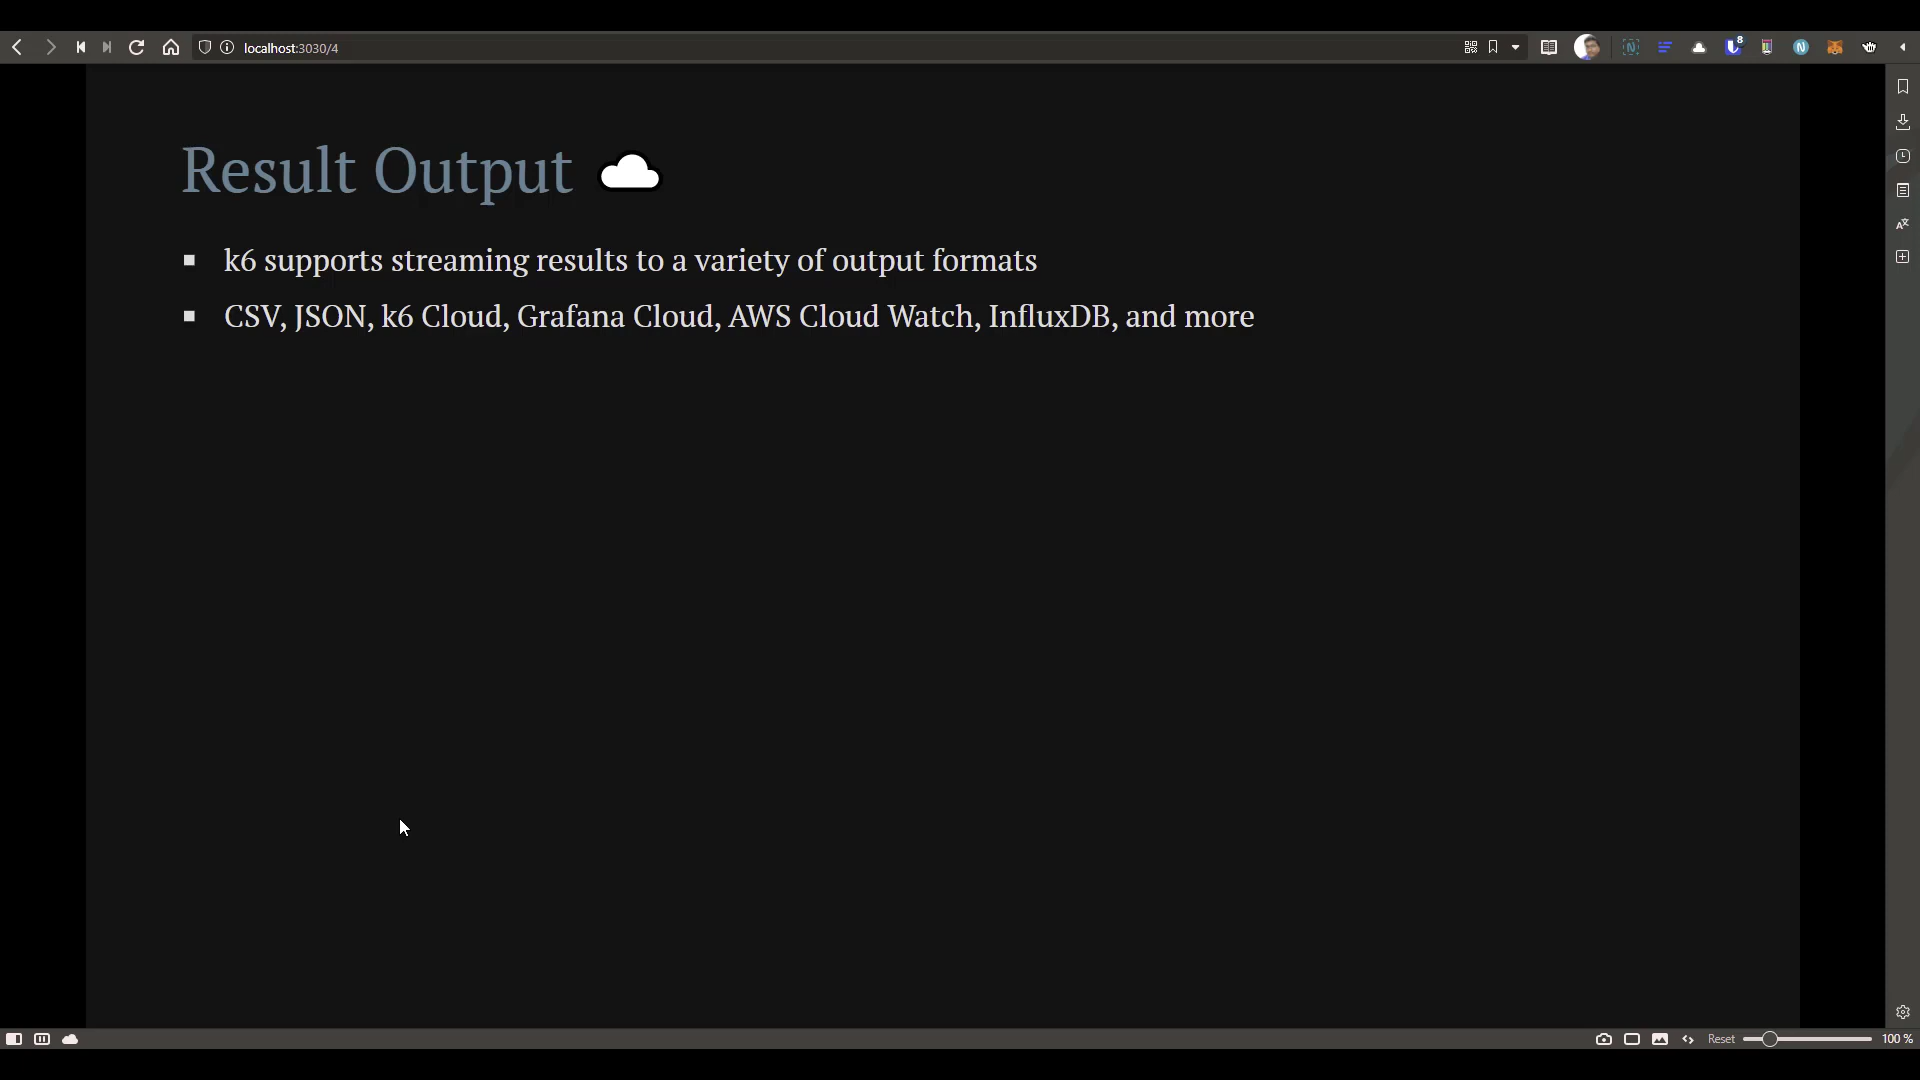 localhost:3030/4
8
Result Output
k6 supports streaming results to a variety of output formats
CSV, JSON, k6 Cloud, Grafana Cloud, AWS Cloud Watch, InfluxDB, and more
Reset 100 %